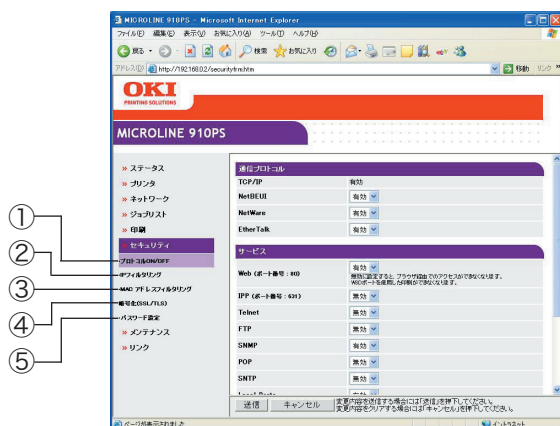 MICROLINE 910PS - Microsoft Internet Explorer
ファイル(F) 編集(E) 表示(V) お気に入り(A) ツール(T) ヘルプ(H)
戻る 検索 お気に入り
アドレス(D) http://192.168.0.2/securityfrm.htm 移動 リンク »
OKI
PRINTING SOLUTIONS
MICROLINE 910PS
» ステータス
» プリンタ
» ネットワーク
» ジョブリスト
» 印刷
» セキュリティ
① プロトコルON/OFF
② IPフィルタリング
③ MAC アドレスフィルタリング
④ 暗号化(SSL/TLS)
⑤ パスワード設定
» メンテナンス
» リンク
通信プロトコル
TCP/IP 有効
NetBEUI 有効
NetWare 有効
EtherTalk 有効
サービス
Web (ポート番号 : 80) 有効
無効に設定すると、ブラウザ経由でのアクセスができなくなります。
WSDポートを使用した印刷ができなくなります。
IPP (ポート番号 : 631) 無効
Telnet 無効
FTP 無効
SNMP 有効
POP 無効
SNTP 無効
送信 キャンセル 変更内容を送信する場合には「送信」を押下してください。
変更内容をクリアする場合には「キャンセル」を押下してください。
ページが表示されました イントラネット